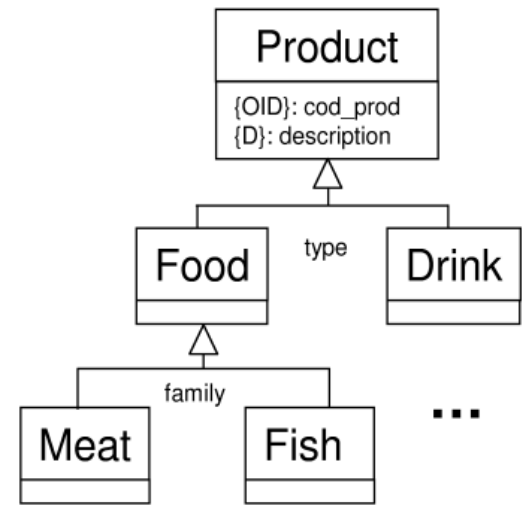 Product
{OID}: cod_prod
{D}: description
type
Food
Drink
family
Meat
Fish
...